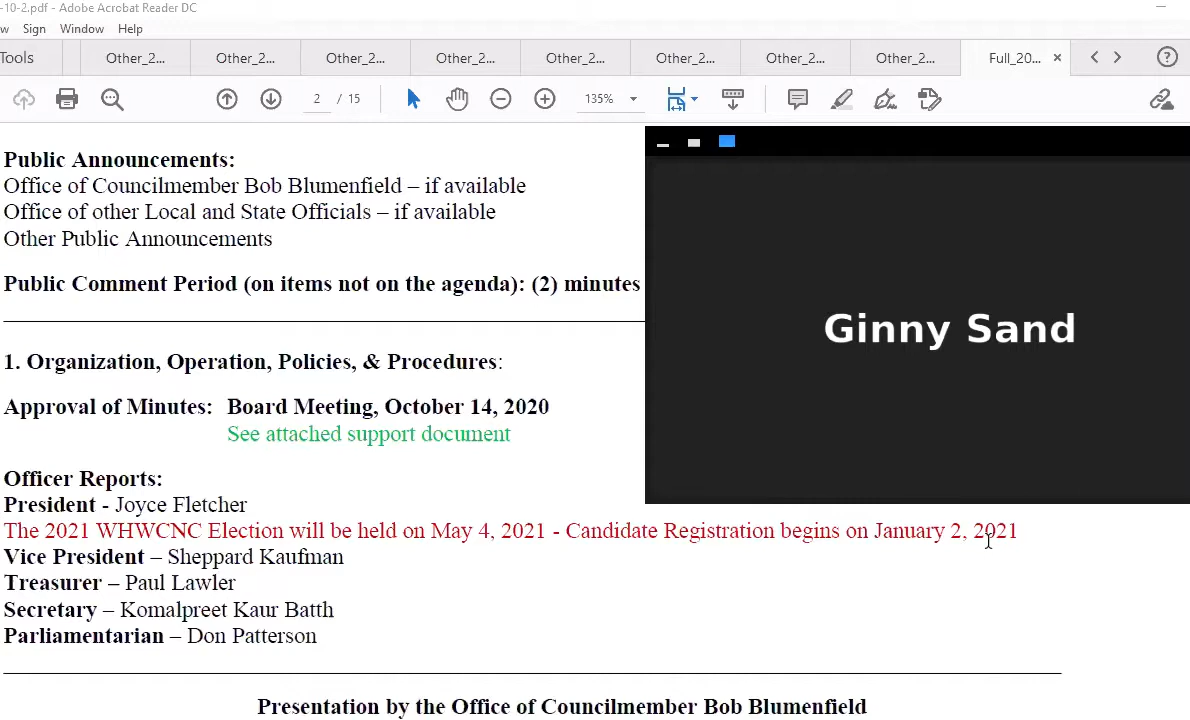 -10-2.pdf - Adobe Acrobat Reader DC
w Sign Window Help
Tools Other_2... Other_2... Other_2... Other_2... Other_2... Other_2... Other_2... Other_2... Full_20... ×
2 / 15 135%
Public Announcements:
Office of Councilmember Bob Blumenfield – if available
Office of other Local and State Officials – if available
Other Public Announcements
Public Comment Period (on items not on the agenda): (2) minutes
Ginny Sand
1. Organization, Operation, Policies, & Procedures:
Approval of Minutes: Board Meeting, October 14, 2020
See attached support document
Officer Reports:
President - Joyce Fletcher
The 2021 WHWCNC Election will be held on May 4, 2021 - Candidate Registration begins on January 2, 2021
Vice President – Sheppard Kaufman
Treasurer – Paul Lawler
Secretary – Komalpreet Kaur Batth
Parliamentarian – Don Patterson
Presentation by the Office of Councilmember Bob Blumenfield